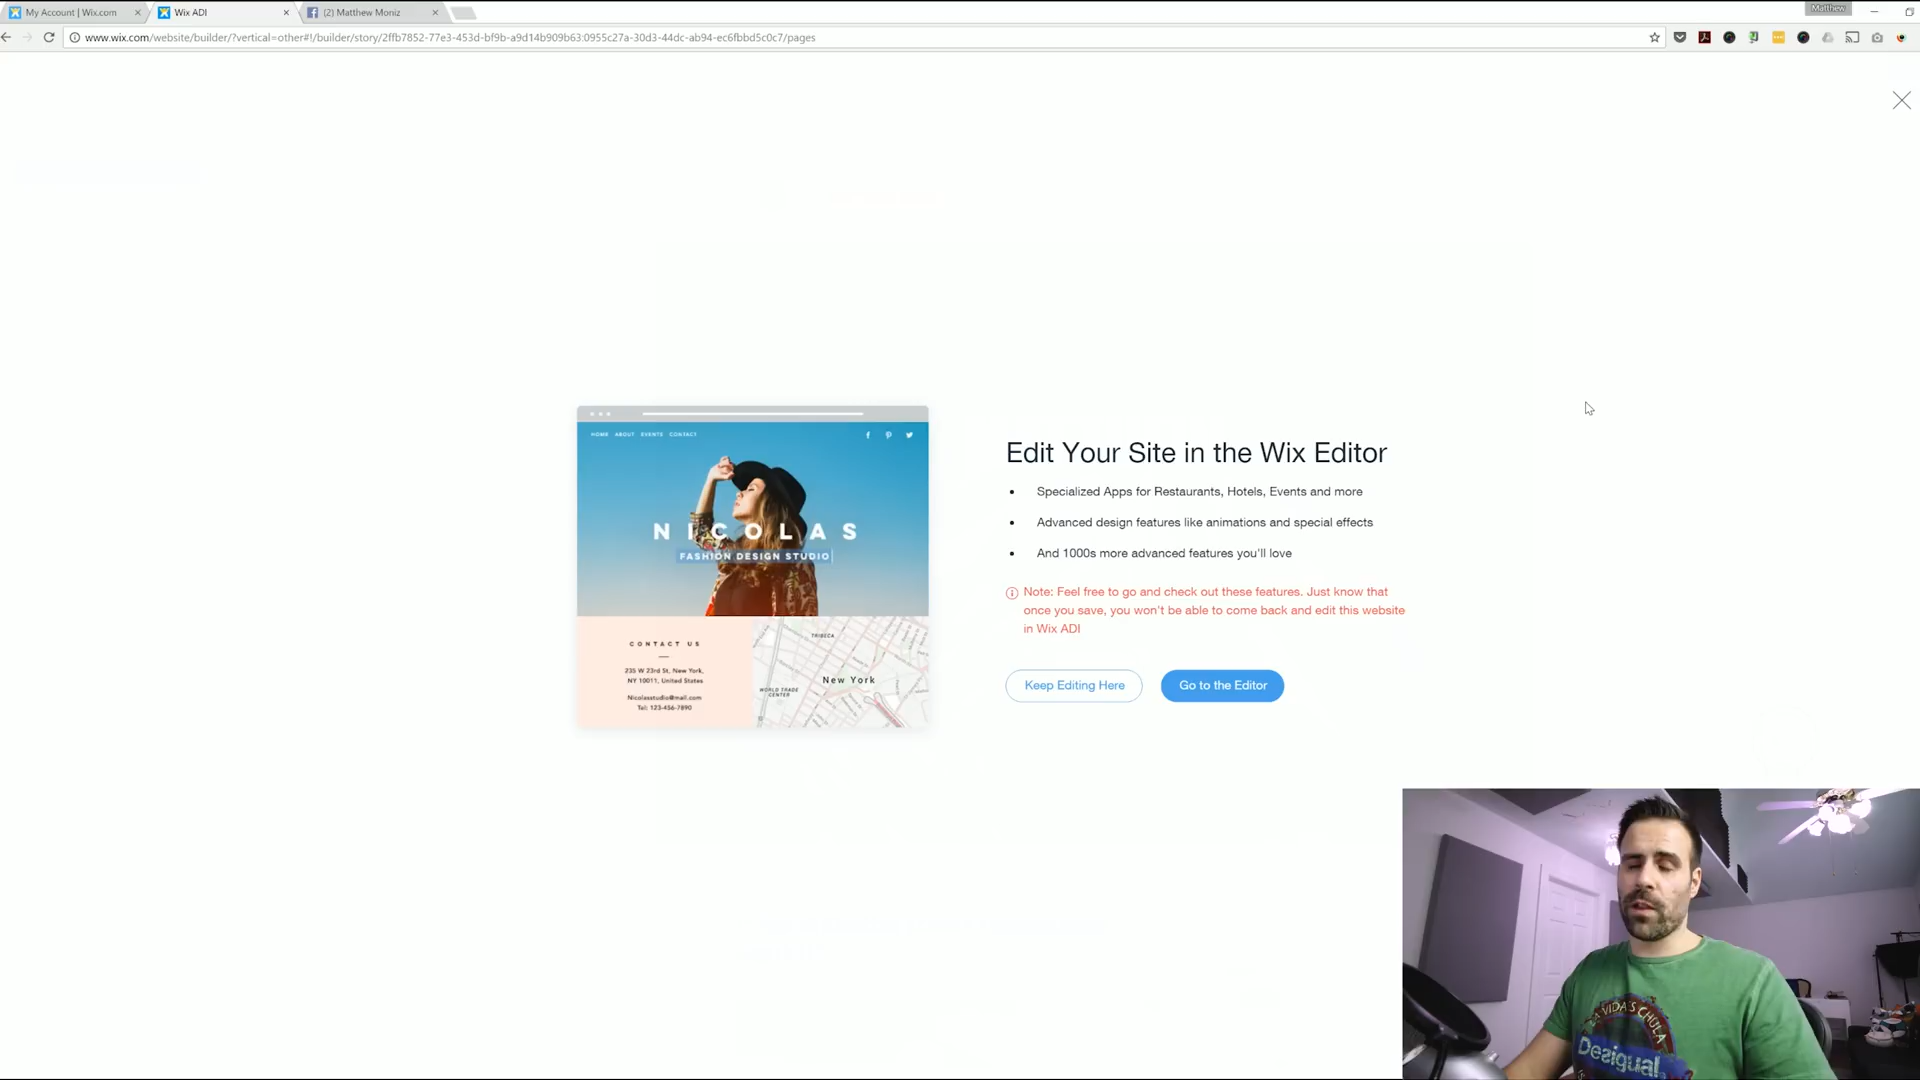 My Account | Wix.com
Wix ADI
(2) Matthew Moniz
Matthew
www.wix.com/website/builder/?vertical=other#!/builder/story/2ffb7852-77e3-453d-bf9b-a9d14b909b63:0955c27a-30d3-44dc-ab94-ec6fbbd5c0c7/pages
HOME ABOUT EVENTS CONTACT
NICOLAS
FASHION DESIGN STUDIO
CONTACT US
235 W 23rd St, New York,
NY 10011, United States
Nicolasstudio@mail.com
Tel: 123-456-7890
TRIBECA
New York
WORLD TRADE
CENTER
Edit Your Site in the Wix Editor
Specialized Apps for Restaurants, Hotels, Events and more
Advanced design features like animations and special effects
And 1000s more advanced features you'll love
Note: Feel free to go and check out these features. Just know that
once you save, you won't be able to come back and edit this website
in Wix ADI
Keep Editing Here
Go to the Editor
VIDA'S CHULA
Desigual